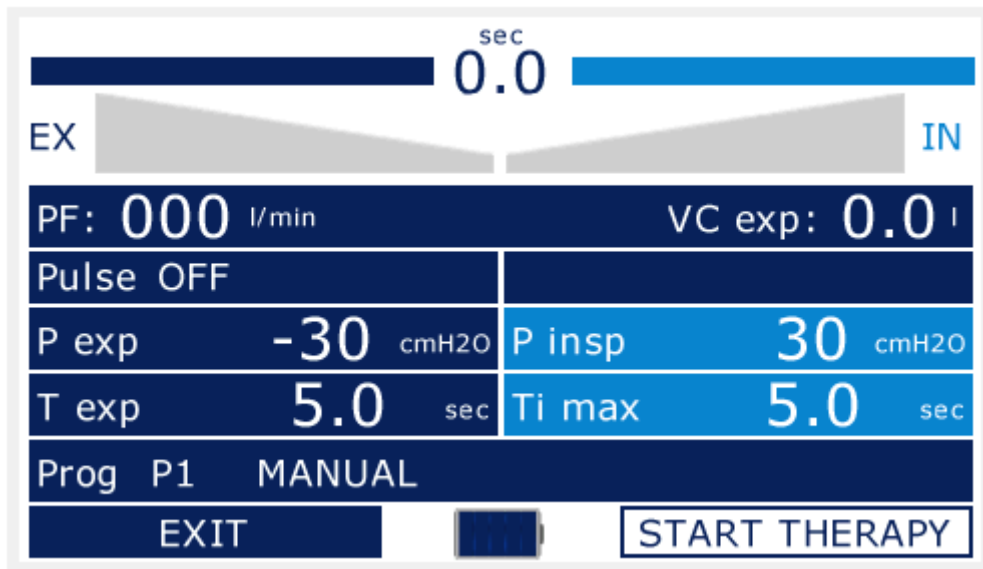 sec
0.0
EX IN
PF: 000 l/min VC exp: 0.0 l
Pulse OFF
P exp -30 cmH2O P insp 30 cmH2O
T exp 5.0 sec Ti max 5.0 sec
Prog P1 MANUAL
EXIT START THERAPY